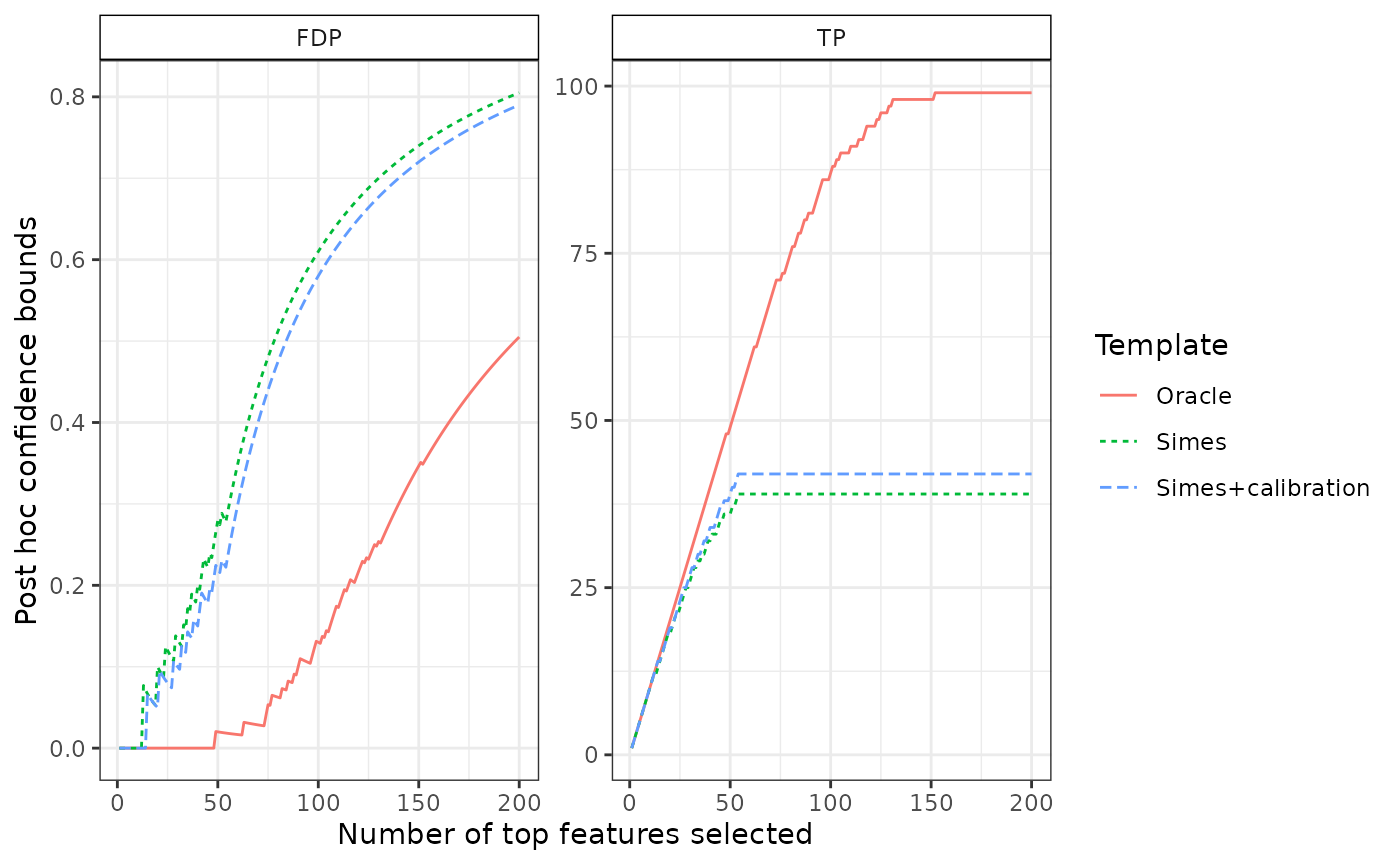 FDP
TP
Post hoc confidence bounds
0.8
0.6
0.4
0.2
0.0
100
75
50
25
0
0 50 100 150 200
0 50 100 150 200
Number of top features selected
Template
Oracle
Simes
Simes+calibration